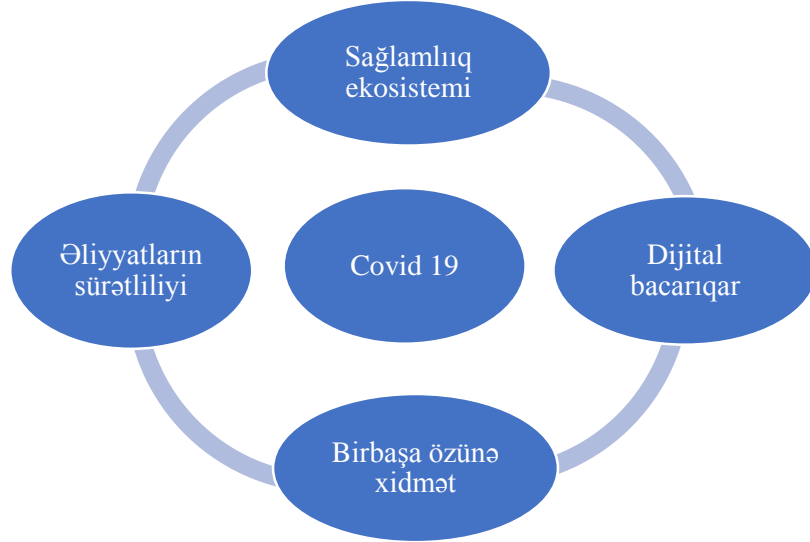 Sağlamlıq
ekosistemi
Əliyyatların
sürətliliyi
Covid 19
Dijital
bacarıqar
Birbaşa özünə
xidmət